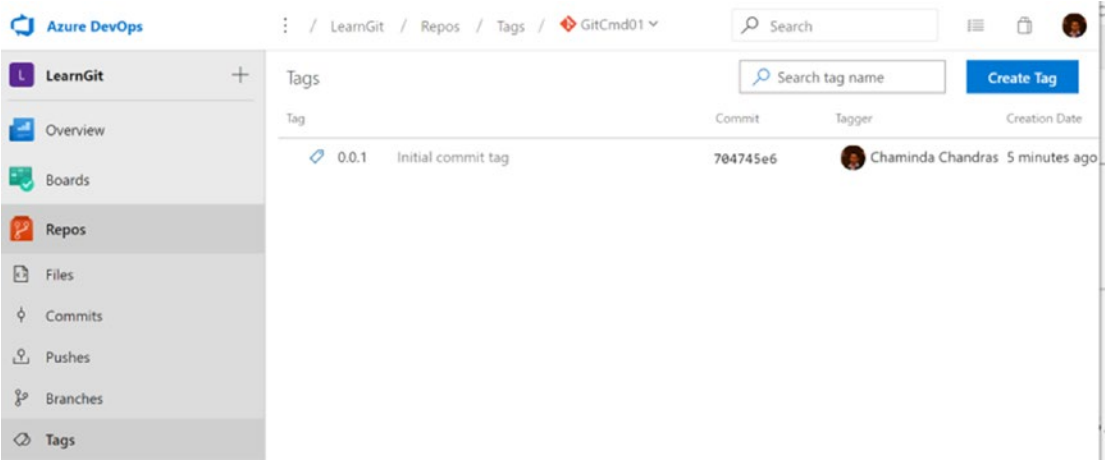 Azure DevOps
/ LearnGit / Repos / Tags / GitCmd01
Search
L LearnGit
Tags
Search tag name
Create Tag
Tag Commit Tagger Creation Date
0.0.1 Initial commit tag 704745e6 Chaminda Chandras 5 minutes ago
Overview
Boards
Repos
Files
Commits
Pushes
Branches
Tags